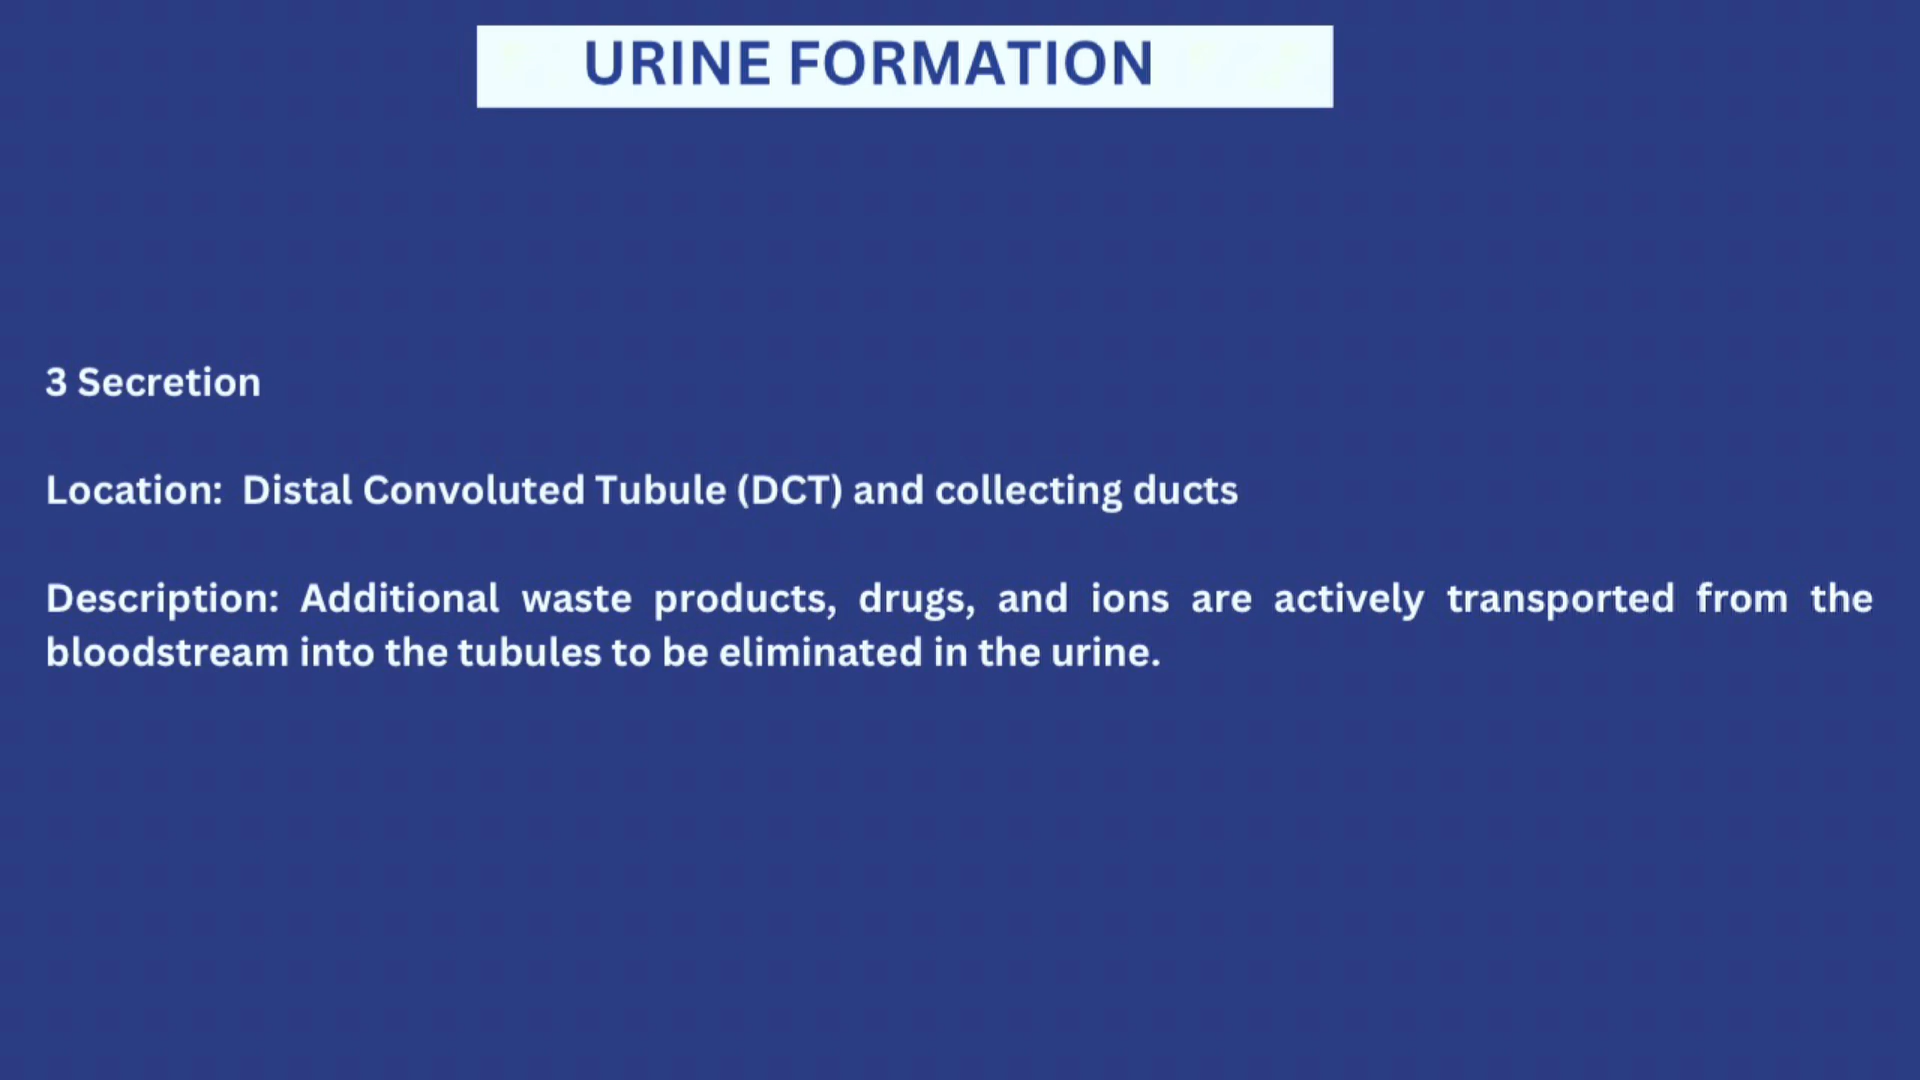 URINE FORMATION
3 Secretion
Location: Distal Convoluted Tubule (DCT) and collecting ducts
Description: Additional waste products, drugs, and ions are actively transported from the
bloodstream into the tubules to be eliminated in the urine.